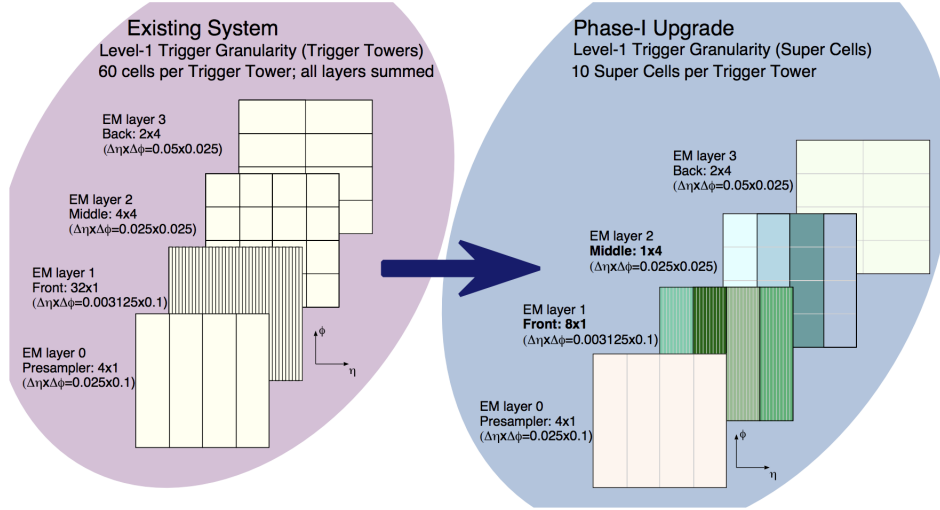 Existing System
Level-1 Trigger Granularity (Trigger Towers)
60 cells per Trigger Tower; all layers summed
EM layer 3
Back: 2x4
(ΔηxΔϕ=0.05x0.025)
EM layer 2
Middle: 4x4
(ΔηxΔϕ=0.025x0.025)
EM layer 1
Front: 32x1
(ΔηxΔϕ=0.003125x0.1)
EM layer 0
Presampler: 4x1
(ΔηxΔϕ=0.025x0.1)
ϕ
η
Phase-I Upgrade
Level-1 Trigger Granularity (Super Cells)
10 Super Cells per Trigger Tower
EM layer 3
Back: 2x4
(ΔηxΔϕ=0.05x0.025)
EM layer 2
Middle: 1x4
(ΔηxΔϕ=0.025x0.025)
EM layer 1
Front: 8x1
(ΔηxΔϕ=0.003125x0.1)
EM layer 0
Presampler: 4x1
(ΔηxΔϕ=0.025x0.1)
ϕ
η